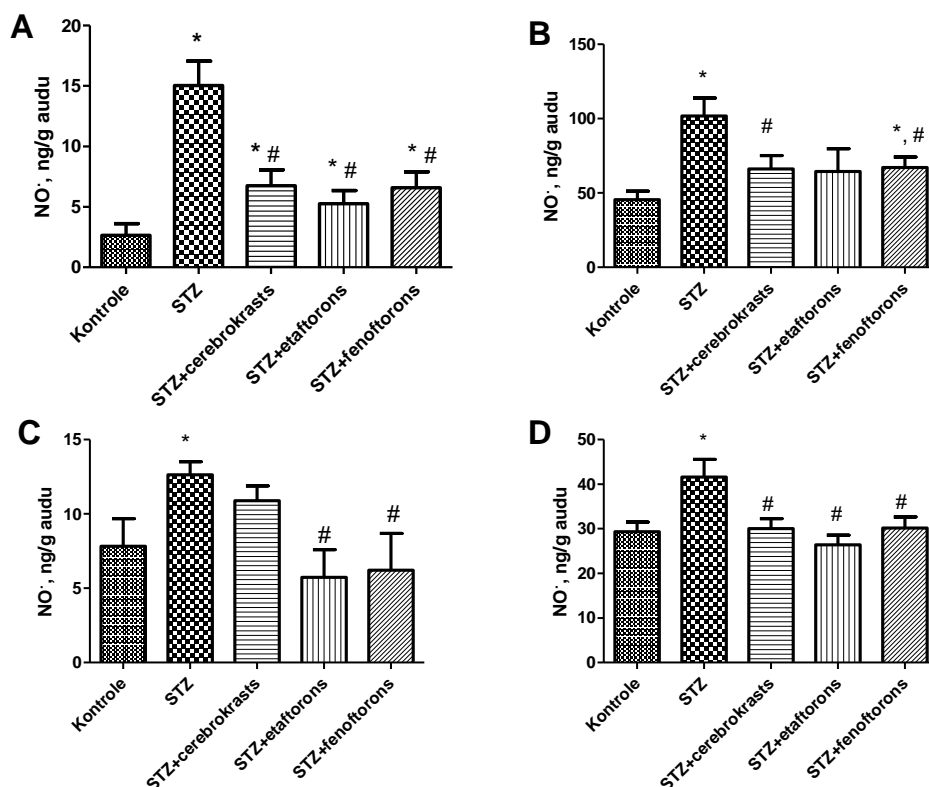 A
NO·, ng/g audu
20
15
10
5
0
*
* #
* #
* #
Kontrole
STZ
STZ+cerebrokrasts
STZ+etaftorons
STZ+fenoftorons
B
NO·, ng/g audu
150
100
50
0
*
#
*, #
Kontrole
STZ
STZ+cerebrokrasts
STZ+etaftorons
STZ+fenoftorons
C
NO·, ng/g audu
15
10
5
0
*
#
#
Kontrole
STZ
STZ+cerebrokrasts
STZ+etaftorons
STZ+fenoftorons
D
NO·, ng/g audu
50
40
30
20
10
0
*
#
#
#
Kontrole
STZ
STZ+cerebrokrasts
STZ+etaftorons
STZ+fenoftorons